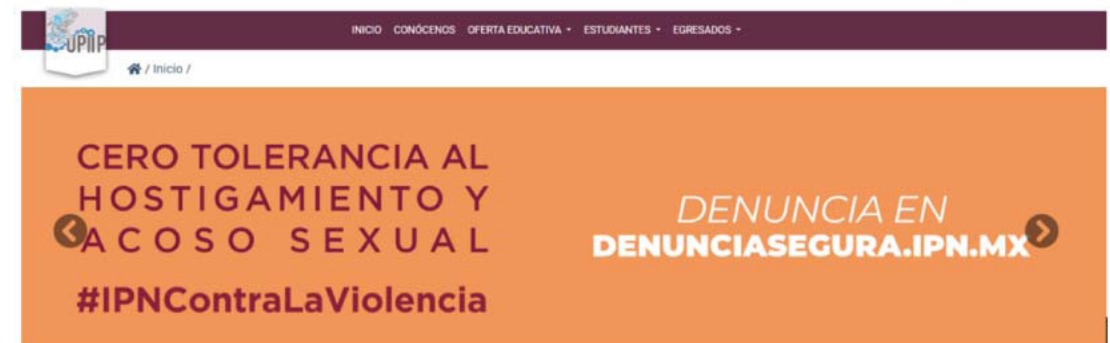 UPIIP
INICIO CONÓCENOS OFERTA EDUCATIVA ESTUDIANTES EGRESADOS
/ Inicio /
CERO TOLERANCIA AL
HOSTIGAMIENTO Y
ACOSO SEXUAL
#IPNContraLaViolencia
DENUNCIA EN
DENUNCIASEGURA.IPN.MX